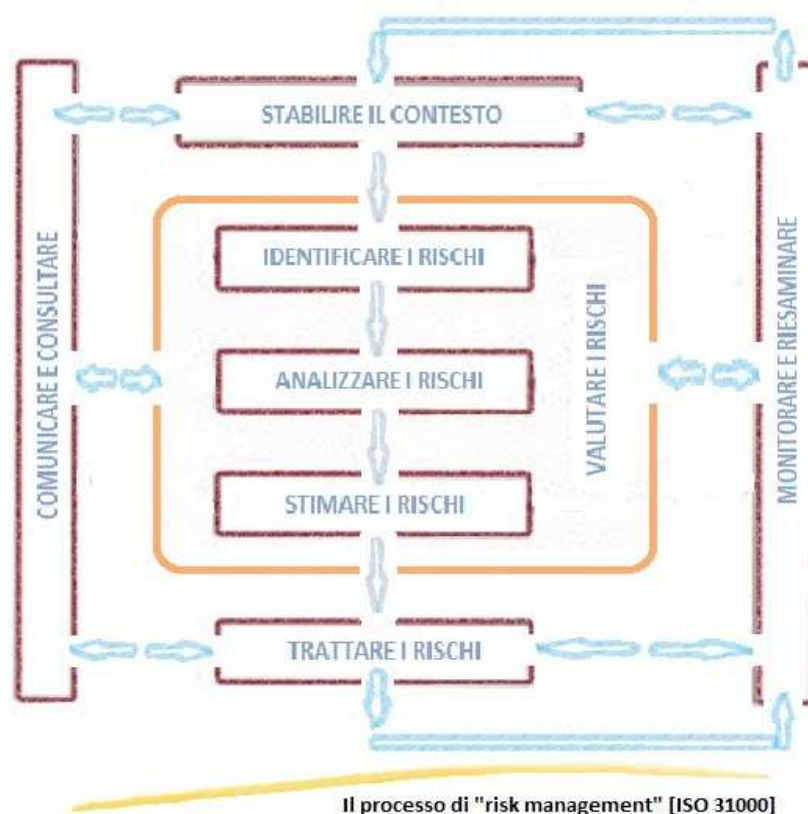 STABILIRE IL CONTESTO
COMUNICARE E CONSULTARE
IDENTIFICARE I RISCHI
ANALIZZARE I RISCHI
STIMARE I RISCHI
VALUTARE I RISCHI
MONITORARE E RIESAMINARE
TRATTARE I RISCHI
Il processo di "risk management" [ISO 31000]